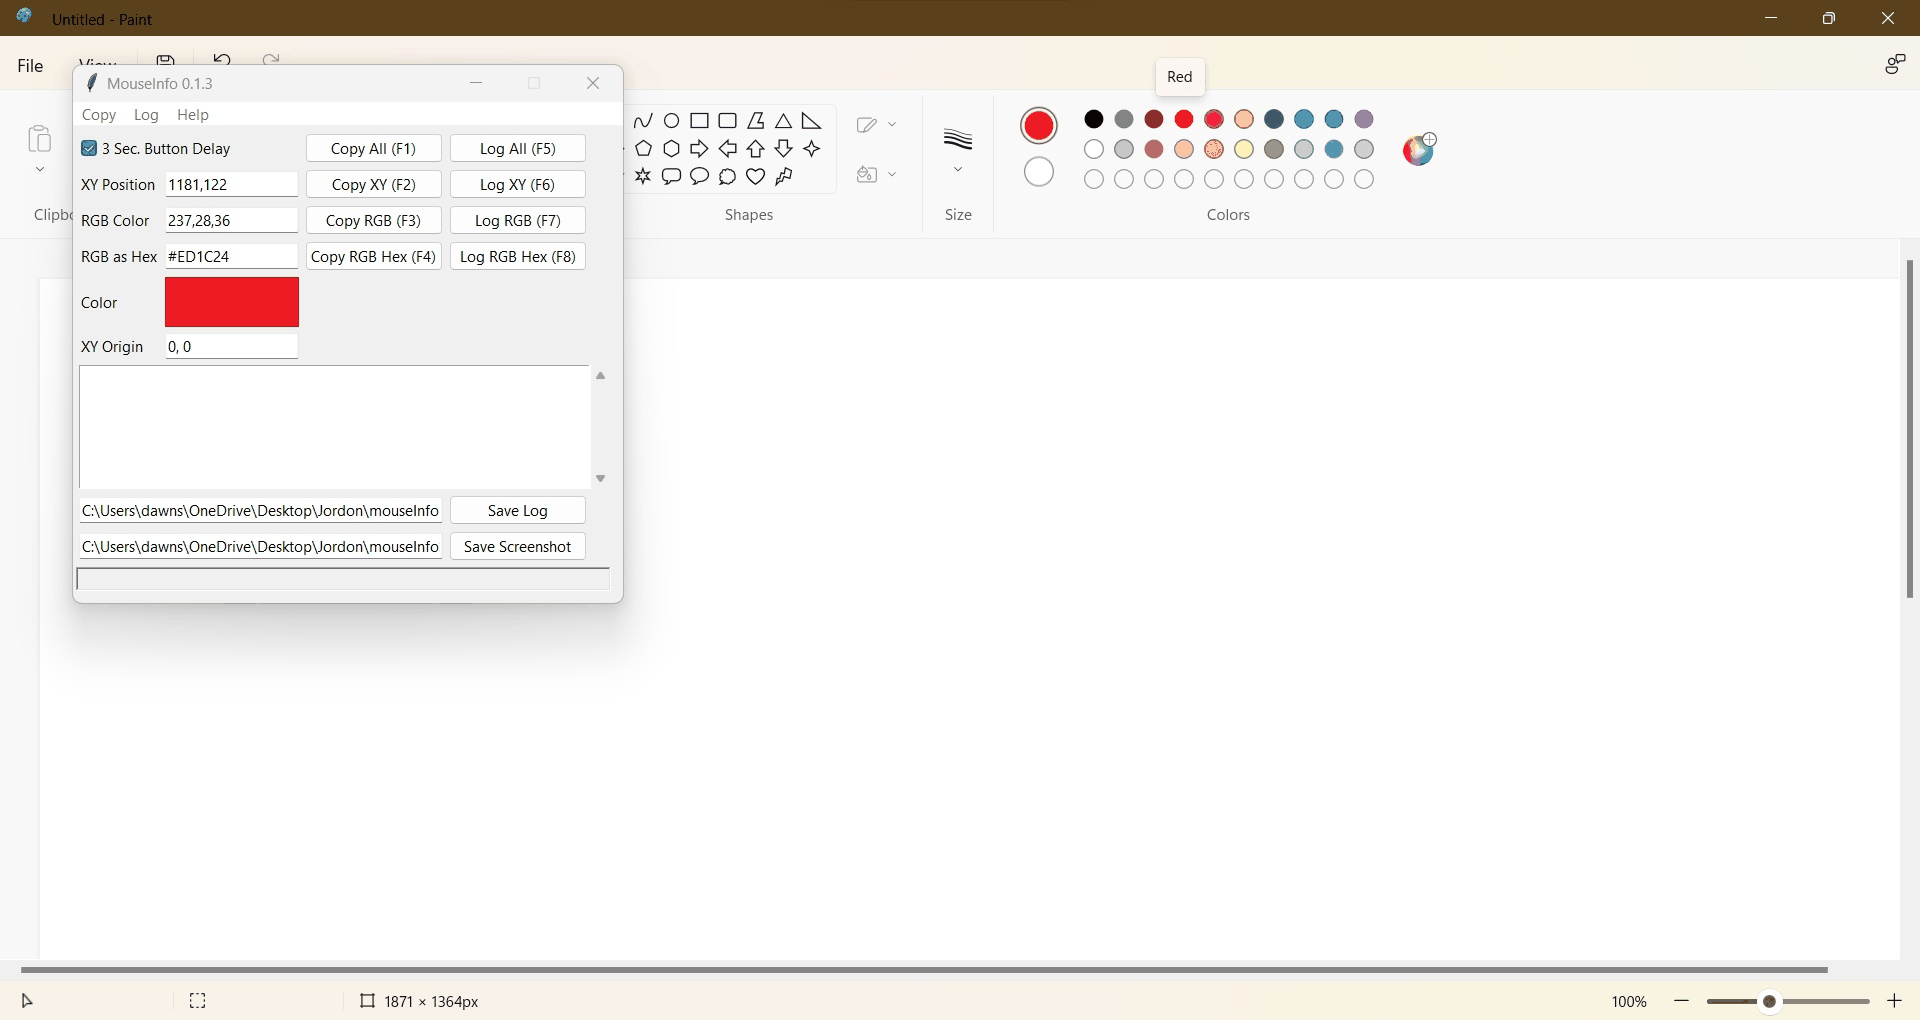 Untitled - Paint
File
View
Red
MouseInfo 0.1.3
Copy Log Help
3 Sec. Button Delay
Copy All (F1)
Log All (F5)
XY Position
1181,122
Copy XY (F2)
Log XY (F6)
RGB Color
237,28,36
Copy RGB (F3)
Log RGB (F7)
RGB as Hex
#ED1C24
Copy RGB Hex (F4)
Log RGB Hex (F8)
Color
XY Origin
0, 0
C:\Users\dawns\OneDrive\Desktop\Jordon\mouseInfo
Save Log
C:\Users\dawns\OneDrive\Desktop\Jordon\mouseInfo
Save Screenshot
Clipbo
Shapes
Size
Colors
1871 × 1364px
100%